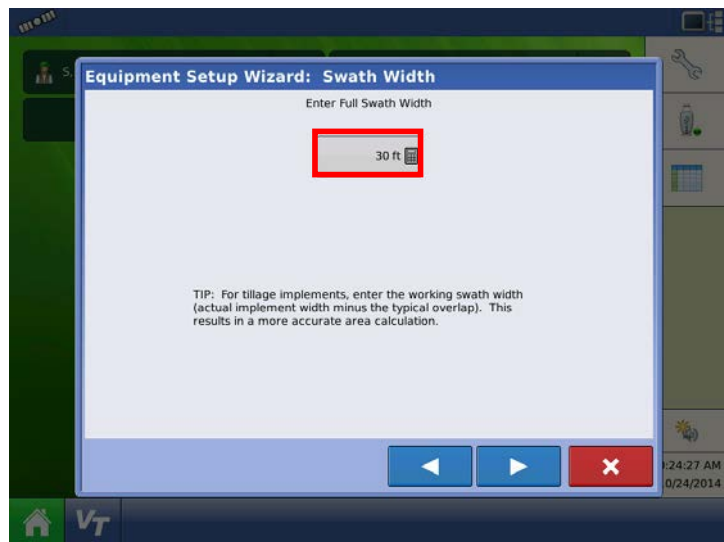 S,
Equipment Setup Wizard: Swath Width
Enter Full Swath Width
30 ft
TIP: For tillage implements, enter the working swath width
(actual implement width minus the typical overlap). This
results in a more accurate area calculation.
:24:27 AM
0/24/2014
VT